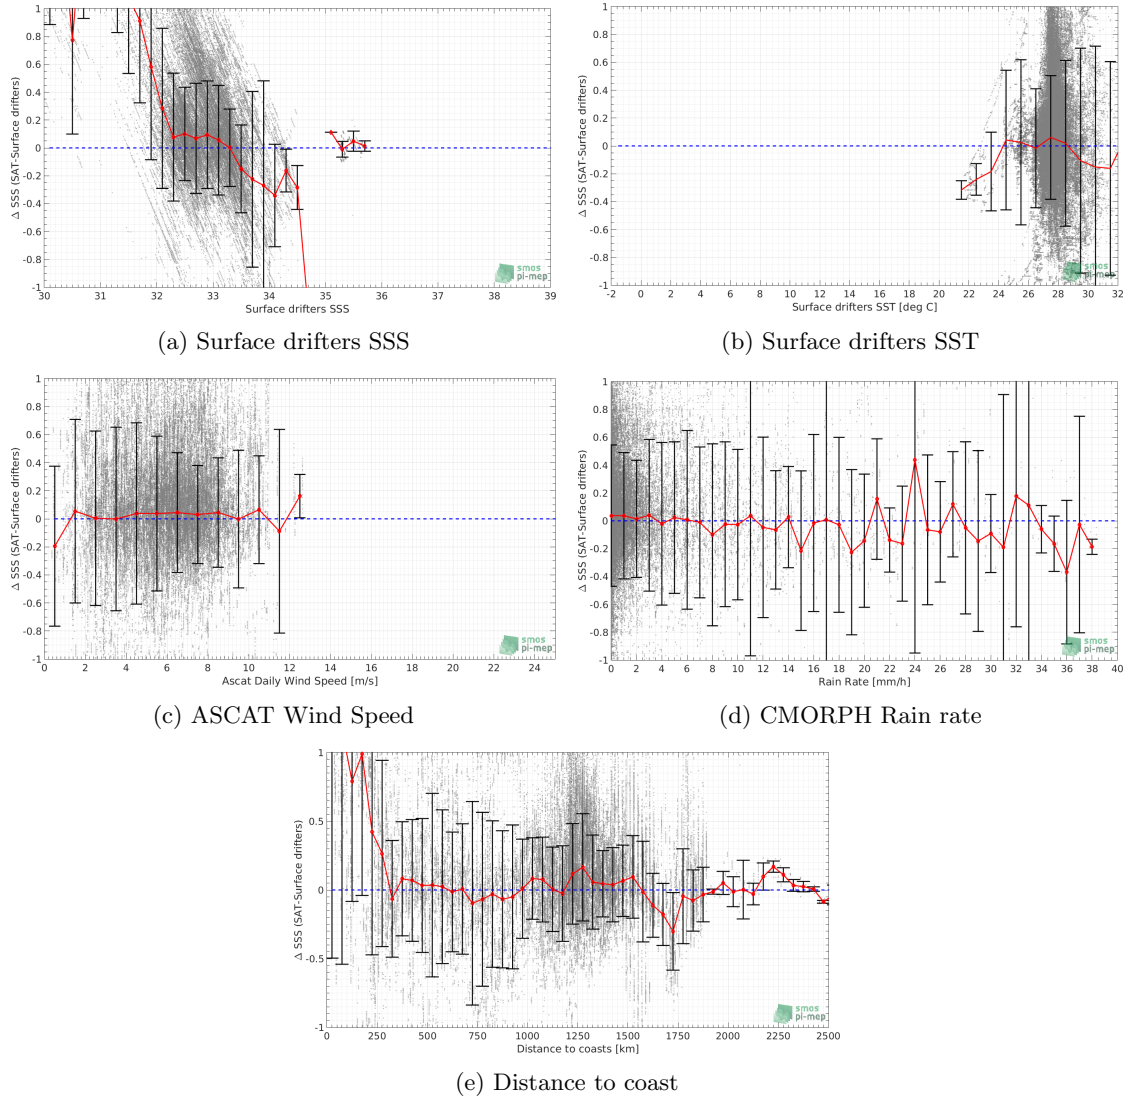 1
0.8
0.6
0.4
0.2
0
-0.2
-0.4
-0.6
-0.8
-1
Δ SSS (SAT-Surface drifters)
30 31 32 33 34 35 36 37 38 39
Surface drifters SSS
smos
pi-mep
(a) Surface drifters SSS
1
0.8
0.6
0.4
0.2
0
-0.2
-0.4
-0.6
-0.8
-1
Δ SSS (SAT-Surface drifters)
-2 0 2 4 6 8 10 12 14 16 18 20 22 24 26 28 30 32
Surface drifters SST [deg C]
smos
pi-mep
(b) Surface drifters SST
1
0.8
0.6
0.4
0.2
0
-0.2
-0.4
-0.6
-0.8
-1
Δ SSS (SAT-Surface drifters)
0 2 4 6 8 10 12 14 16 18 20 22 24
Ascat Daily Wind Speed [m/s]
smos
pi-mep
(c) ASCAT Wind Speed
1
0.8
0.6
0.4
0.2
0
-0.2
-0.4
-0.6
-0.8
-1
Δ SSS (SAT-Surface drifters)
0 2 4 6 8 10 12 14 16 18 20 22 24 26 28 30 32 34 36 38 40
Rain Rate [mm/h]
smos
pi-mep
(d) CMORPH Rain rate
1
0.5
0
-0.5
-1
Δ SSS (SAT-Surface drifters)
0 250 500 750 1000 1250 1500 1750 2000 2250 2500
Distance to coasts [km]
smos
pi-mep
(e) Distance to coast